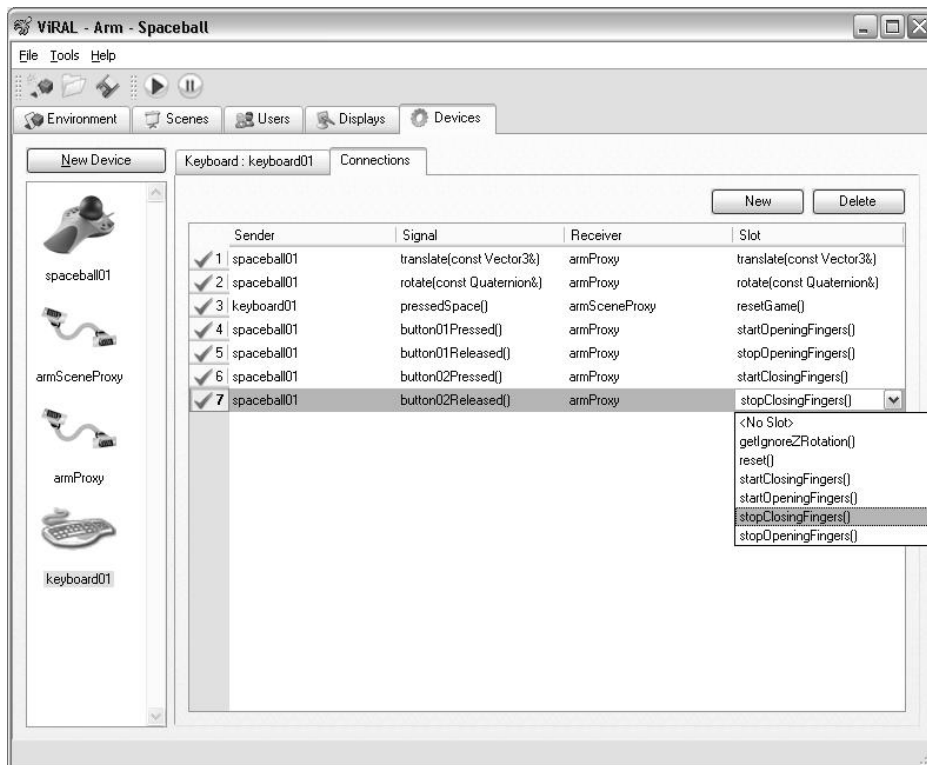 ViRAL - Arm - Spaceball
File Tools Help
Environment Scenes Users Displays Devices
New Device
spaceball01
armSceneProxy
armProxy
keyboard01
Keyboard : keyboard01 Connections
New Delete
Sender Signal Receiver Slot
1 spaceball01 translate(const Vector3&) armProxy translate(const Vector3&)
2 spaceball01 rotate(const Quaternion&) armProxy rotate(const Quaternion&)
3 keyboard01 pressedSpace() armSceneProxy resetGame()
4 spaceball01 button01Pressed() armProxy startOpeningFingers()
5 spaceball01 button01Released() armProxy stopOpeningFingers()
6 spaceball01 button02Pressed() armProxy startClosingFingers()
7 spaceball01 button02Released() armProxy stopClosingFingers()
<No Slot>
getIgnoreZRotation()
reset()
startClosingFingers()
startOpeningFingers()
stopClosingFingers()
stopOpeningFingers()